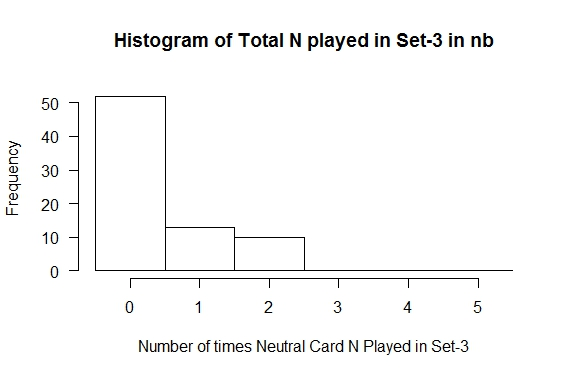 Histogram of Total N played in Set-3 in nb
Frequency
50
40
30
20
10
0
0 1 2 3 4 5
Number of times Neutral Card N Played in Set-3